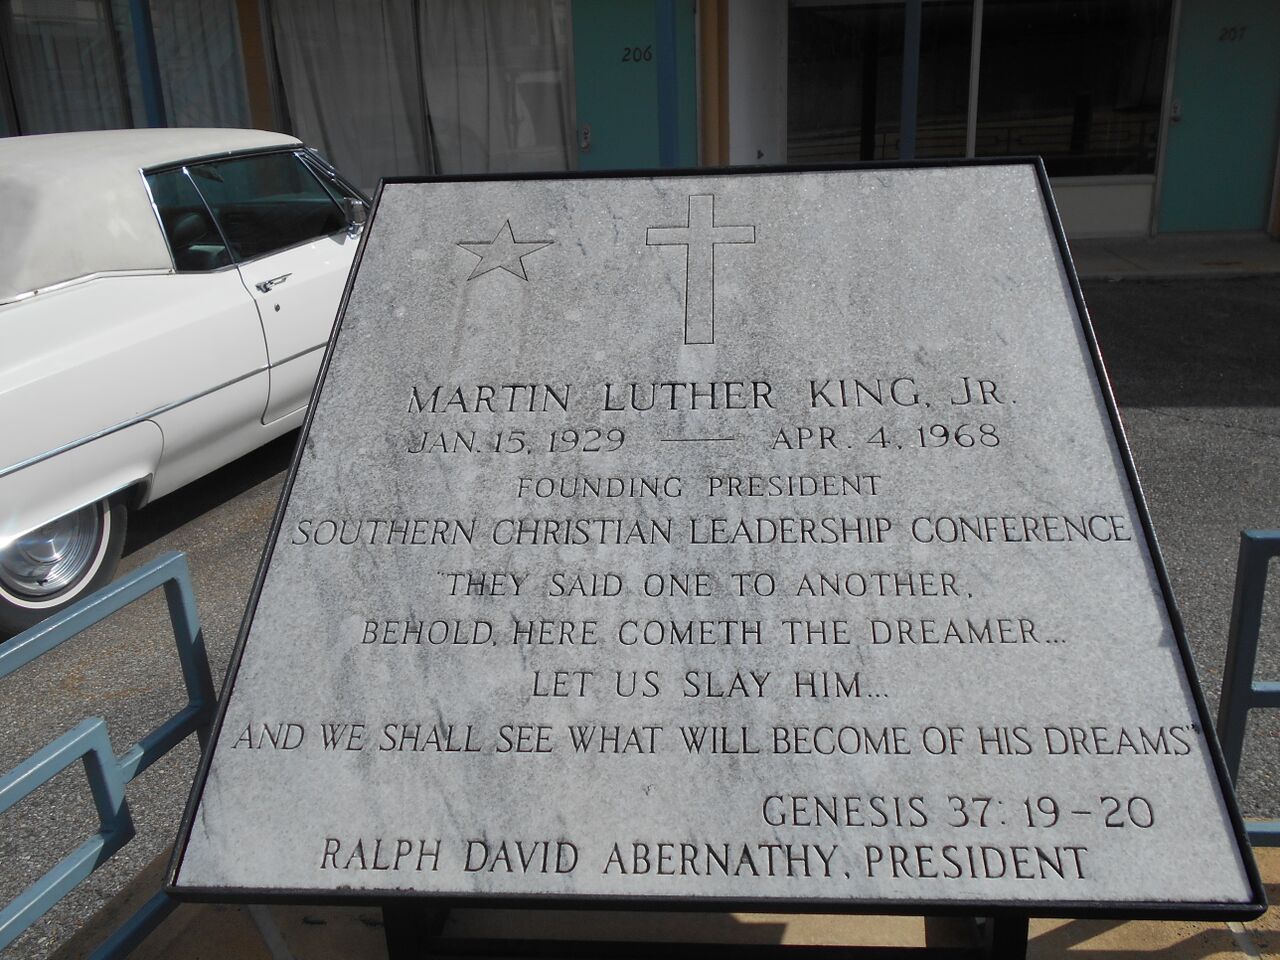 206
207
MARTIN LUTHER KING, JR.
JAN. 15, 1929 — APR. 4, 1968
FOUNDING PRESIDENT
SOUTHERN CHRISTIAN LEADERSHIP CONFERENCE
"THEY SAID ONE TO ANOTHER,
BEHOLD, HERE COMETH THE DREAMER...
LET US SLAY HIM...
AND WE SHALL SEE WHAT WILL BECOME OF HIS DREAMS"
GENESIS 37: 19-20
RALPH DAVID ABERNATHY, PRESIDENT